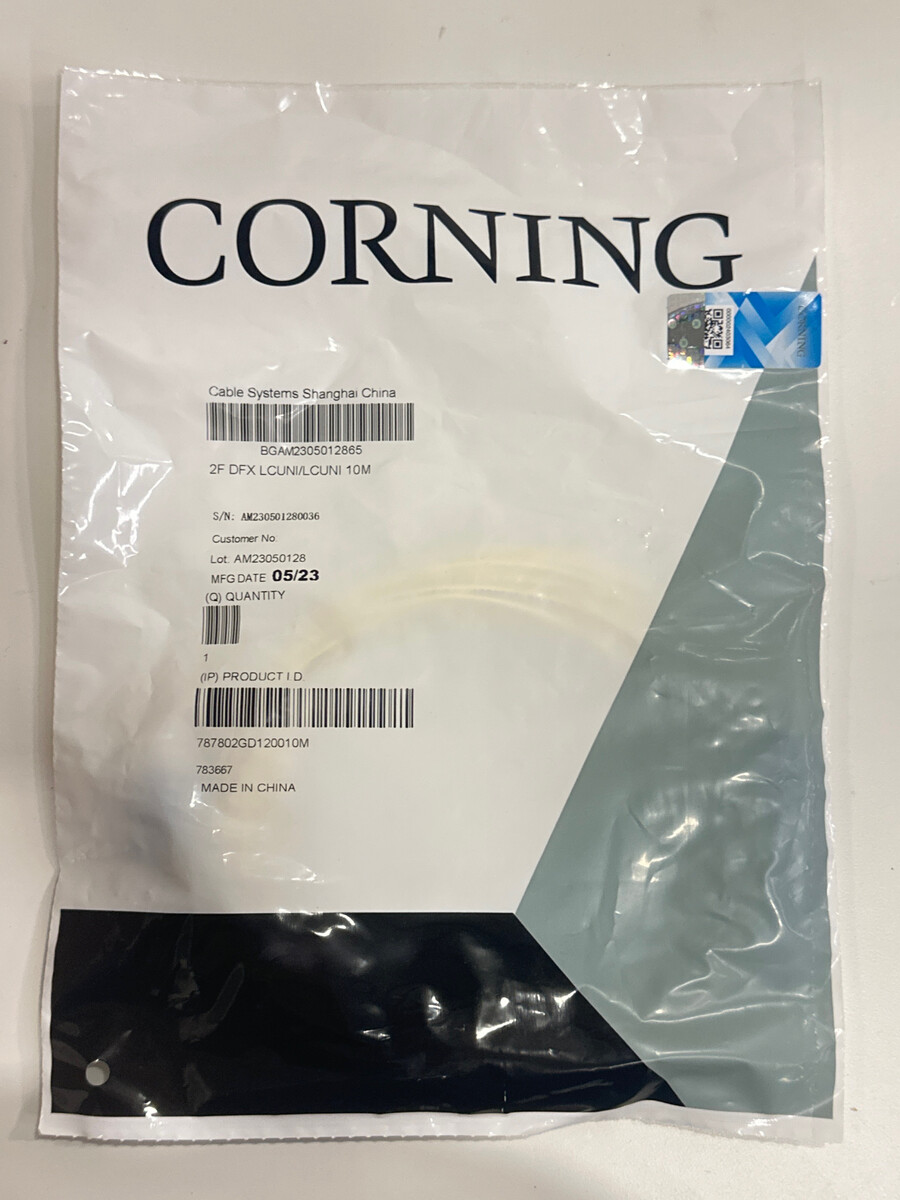 CORNING
CORNING
Cable Systems Shanghai China
BGAM2305012865
2F DFX LCUNI/LCUNI 10M
S/N: AM230501280036
Customer No.
Lot: AM23050128
MFG DATE 05/23
(Q) QUANTITY
1
(IP) PRODUCT I.D.
787802GD120010M
783667
MADE IN CHINA